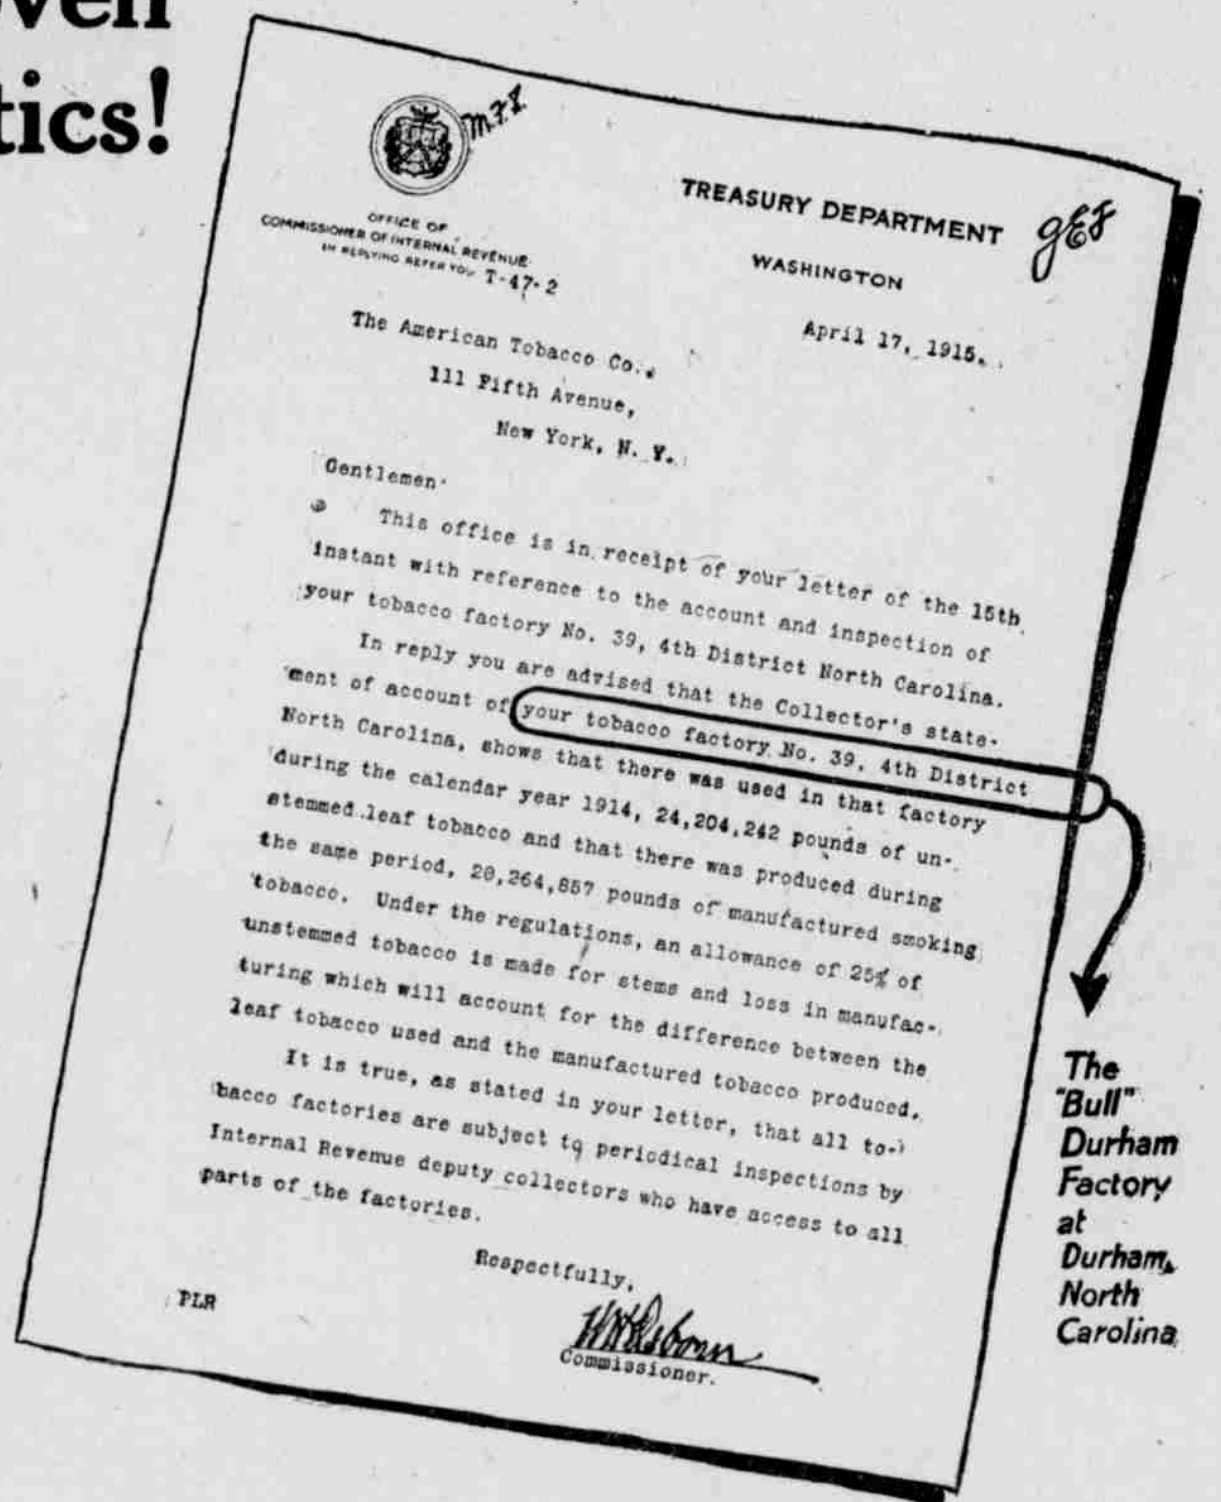 tics!
M.F.S.
OFFICE OF
COMMISSIONER OF INTERNAL REVENUE
IN REPLYING REFER TO T-47-2
TREASURY DEPARTMENT
WASHINGTON
April 17, 1915.
The American Tobacco Co.,
111 Fifth Avenue,
New York, N. Y.
Gentlemen
This office is in receipt of your letter of the 15th
instant with reference to the account and inspection of
your tobacco factory No. 39, 4th District North Carolina.
In reply you are advised that the Collector's state-
ment of account of your tobacco factory No. 39, 4th District
North Carolina, shows that there was used in that factory
during the calendar year 1914, 24,204,242 pounds of un-
stemmed leaf tobacco and that there was produced during
the same period, 20,264,857 pounds of manufactured smoking
tobacco. Under the regulations, an allowance of 25% of
unstemmed tobacco is made for stems and loss in manufac-
turing which will account for the difference between the
leaf tobacco used and the manufactured tobacco produced.
It is true, as stated in your letter, that all to-
bacco factories are subject to periodical inspections by
Internal Revenue deputy collectors who have access to all
parts of the factories.
Respectfully,
PLR
WHOsborn
Commissioner.
The
"Bull"
Durham
Factory
at
Durham,
North
Carolina